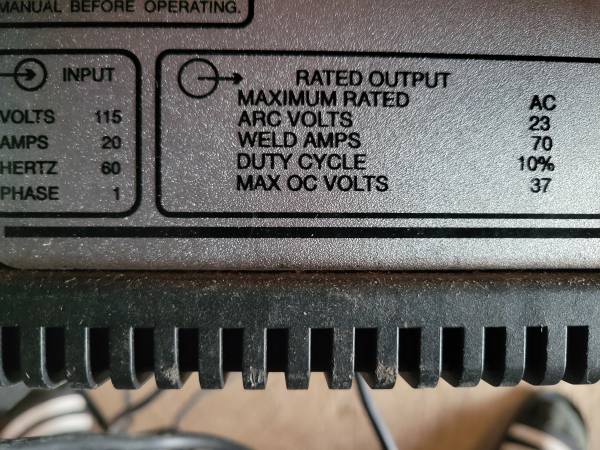 MANUAL BEFORE OPERATING.
INPUT
VOLTS 115
AMPS 20
HERTZ 60
PHASE 1
RATED OUTPUT
MAXIMUM RATED AC
ARC VOLTS 23
WELD AMPS 70
DUTY CYCLE 10%
MAX OC VOLTS 37